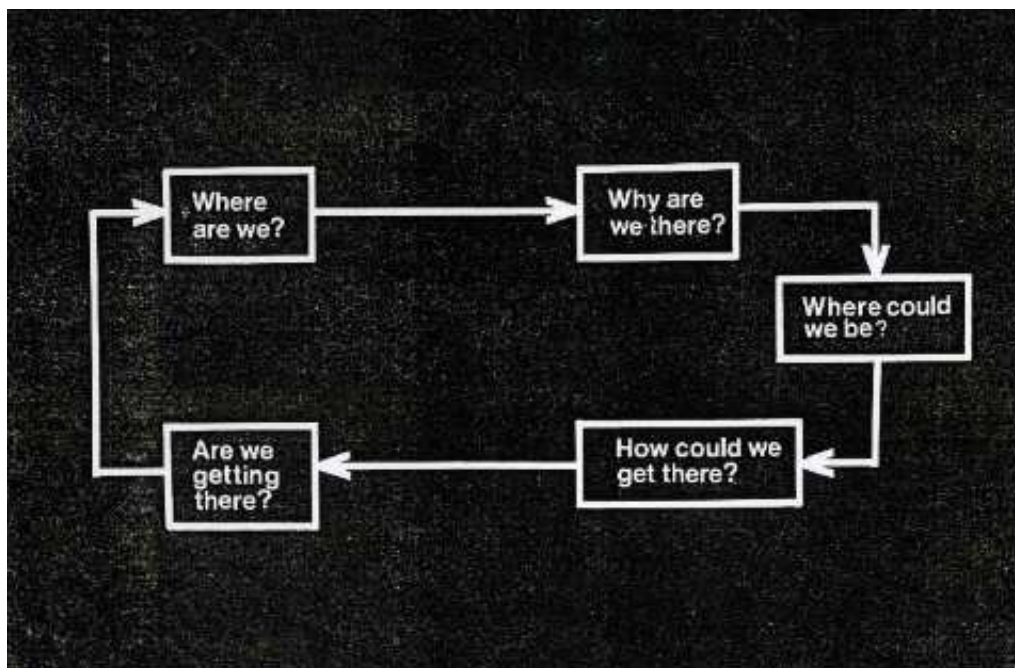 Where
are we?
Why are
we there?
Where could
we be?
How could we
get there?
Are we
getting
there?